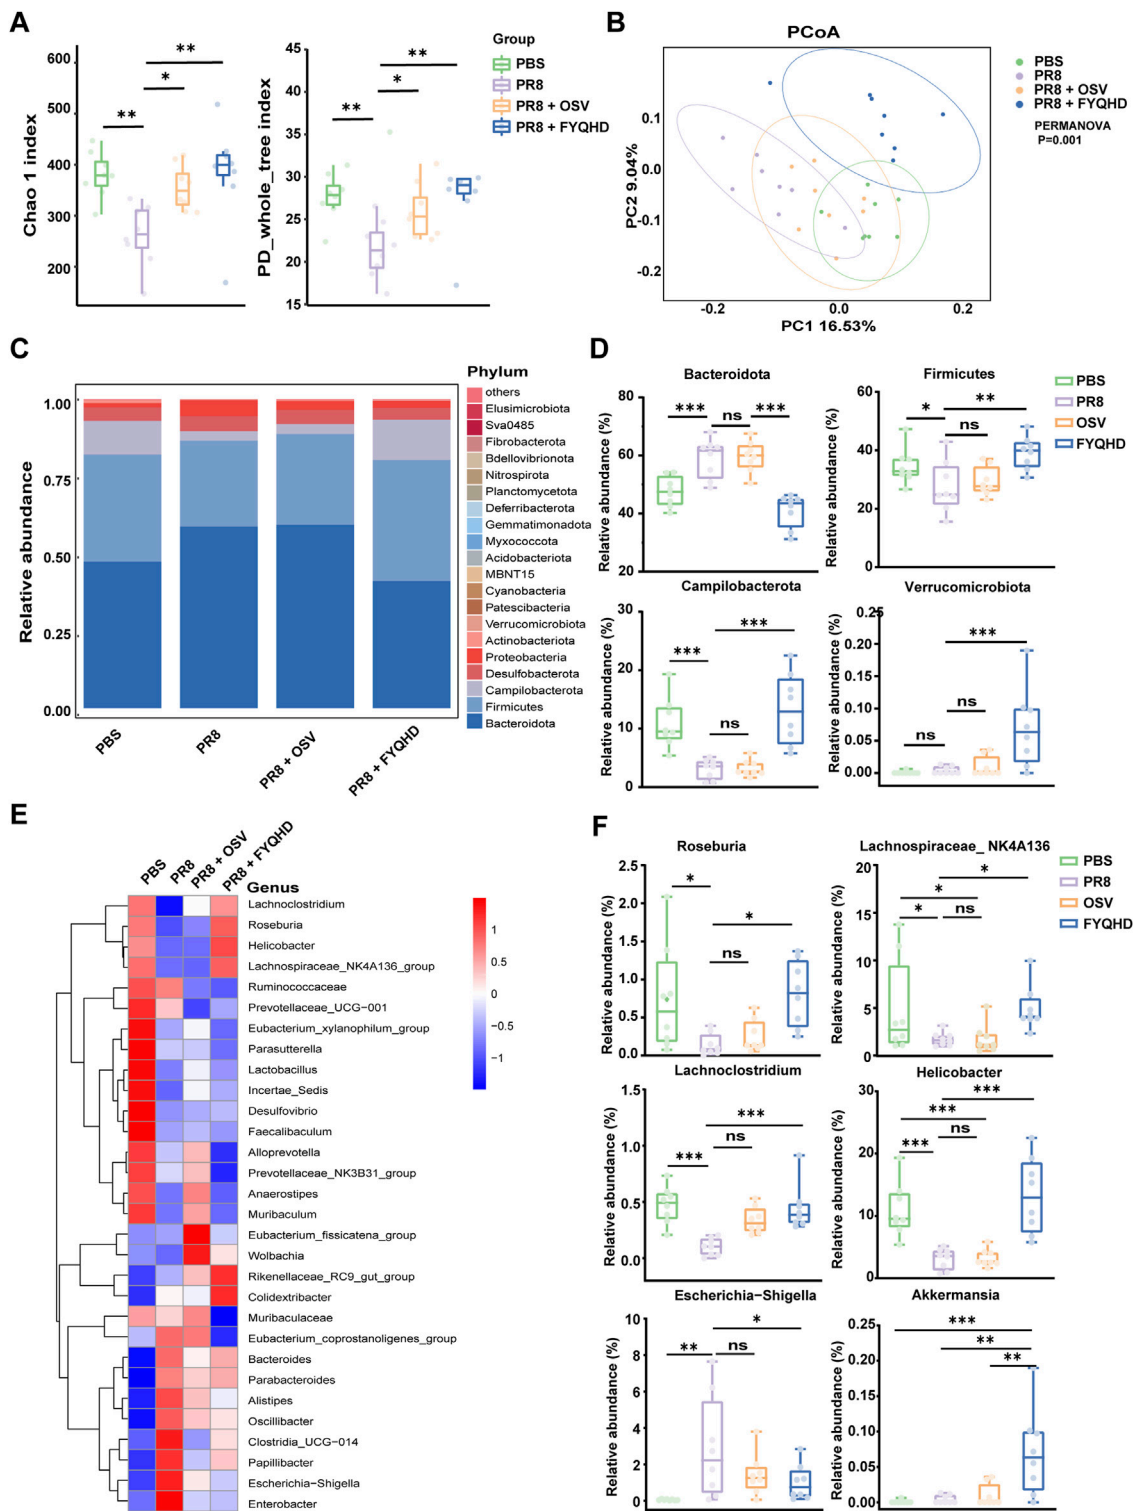 A
Chao 1 index
600
500
400
300
200
**
*
**
PD_whole_tree index
45
40
35
30
25
20
15
**
*
**
Group
PBS
PR8
PR8 + OSV
PR8 + FYQHD
B
PCoA
PC2 9.04%
0.1
0.0
-0.1
-0.2
-0.2
0.0
0.2
PC1 16.53%
PBS
PR8
PR8 + OSV
PR8 + FYQHD
PERMANOVA
P=0.001
C
Relative abundance
1.00
0.75
0.50
0.25
0.00
PBS
PR8
PR8 + OSV
PR8 + FYQHD
Phylum
others
Elusimicrobiota
Sva0485
Fibrobacterota
Bdellovibrionota
Nitrospirota
Planctomycetota
Deferribacterota
Gemmatimonadota
Myxococcota
Acidobacteriota
MBNT15
Cyanobacteria
Patescibacteria
Verrucomicrobiota
Actinobacteriota
Proteobacteria
Desulfobacterota
Campilobacterota
Firmicutes
Bacteroidota
D
Bacteroidota
Relative abundance (%)
80
60
40
20
***
ns
***
Firmicutes
Relative abundance (%)
60
40
20
0
*
**
ns
PBS
PR8
OSV
FYQHD
Campilobacterota
Relative abundance (%)
30
20
10
0
***
***
ns
Verrucomicrobiota
Relative abundance (%)
0.25
0.20
0.15
0.10
0.05
0.00
***
ns
ns
E
PBS
PR8
PR8 + OSV
PR8 + FYQHD
Genus
Lachnoclostridium
Roseburia
Helicobacter
Lachnospiraceae_NK4A136_group
Ruminococcaceae
Prevotellaceae_UCG−001
Eubacterium_xylanophilum_group
Parasutterella
Lactobacillus
Incertae_Sedis
Desulfovibrio
Faecalibaculum
Alloprevotella
Prevotellaceae_NK3B31_group
Anaerostipes
Muribaculum
Eubacterium_fissicatena_group
Wolbachia
Rikenellaceae_RC9_gut_group
Colidextribacter
Muribaculaceae
Eubacterium_coprostanoligenes_group
Bacteroides
Parabacteroides
Alistipes
Oscillibacter
Clostridia_UCG−014
Papillibacter
Escherichia−Shigella
Enterobacter
1
0.5
0
−0.5
−1
F
Roseburia
Relative abundance (%)
2.5
2.0
1.5
1.0
0.5
0.0
*
*
ns
Lachnospiraceae_ NK4A136
Relative abundance (%)
20
15
10
5
0
*
*
*
ns
PBS
PR8
OSV
FYQHD
Lachnoclostridium
Relative abundance (%)
1.5
1.0
0.5
0.0
***
***
ns
Helicobacter
Relative abundance (%)
30
20
10
0
***
***
***
ns
Escherichia−Shigella
Relative abundance (%)
10
8
6
4
2
0
**
*
ns
Akkermansia
Relative abundance (%)
0.25
0.20
0.15
0.10
0.05
0.00
***
**
**